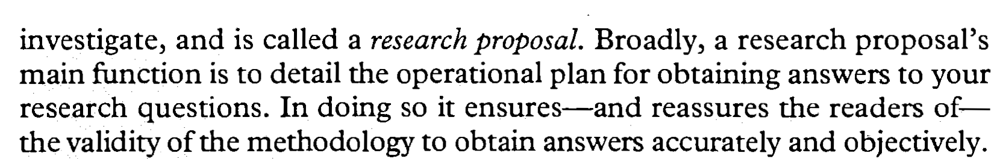 investigate, and is called a research proposal. Broadly, a research proposal’s
main function is to detail the operational plan for obtaining answers to your
research questions. In doing so it ensures—and reassures the readers of—
the validity of the methodology to obtain answers accurately and objectively.